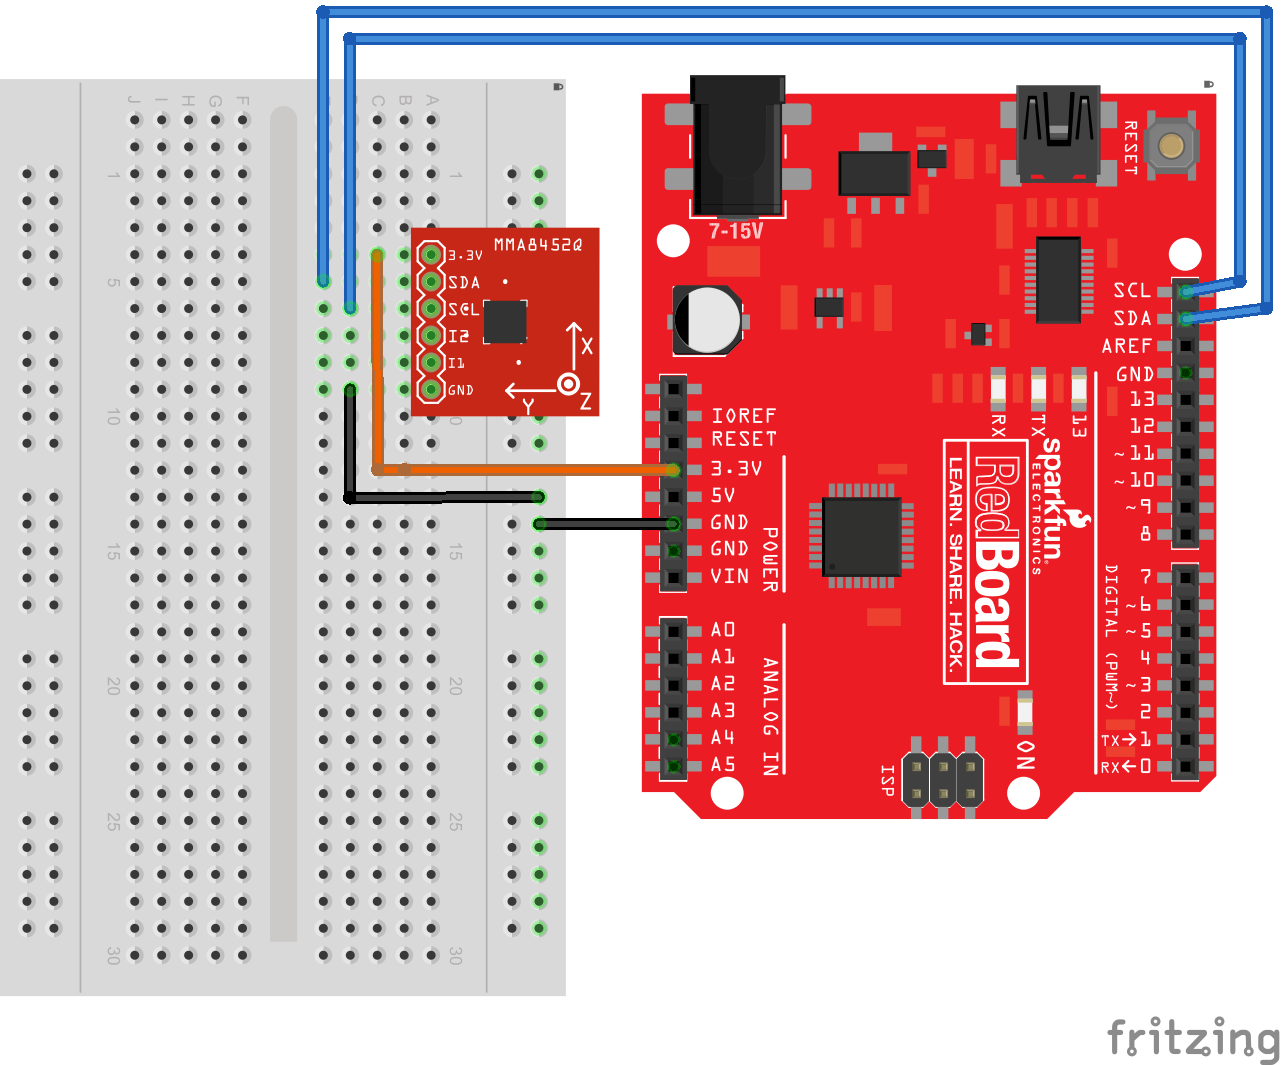 J I H G F C B A
1 1
5 5
10 10
15 15
20 20
25 25
30 30
MMA8452Q
3.3V
SDA
SCL
I2
I1
GND
X
Y
Z
7-15V
RESET
SCL
SDA
AREF
GND
13
12
~11
~10
~9
8
7
~6
~5
4
~3
2
TX→1
RX←0
DIGITAL (PWM~)
IOREF
RESET
3.3V
5V
GND
GND
VIN
POWER
A0
A1
A2
A3
A4
A5
ANALOG IN
RX
TX
13
sparkfun
ELECTRONICS
RedBoard
LEARN. SHARE. HACK.
ON
ISP
fritzing